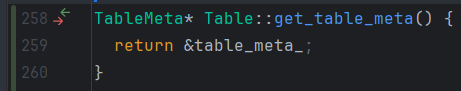 258 TableMeta* Table::get_table_meta() {
259 return &table_meta_;
260 }